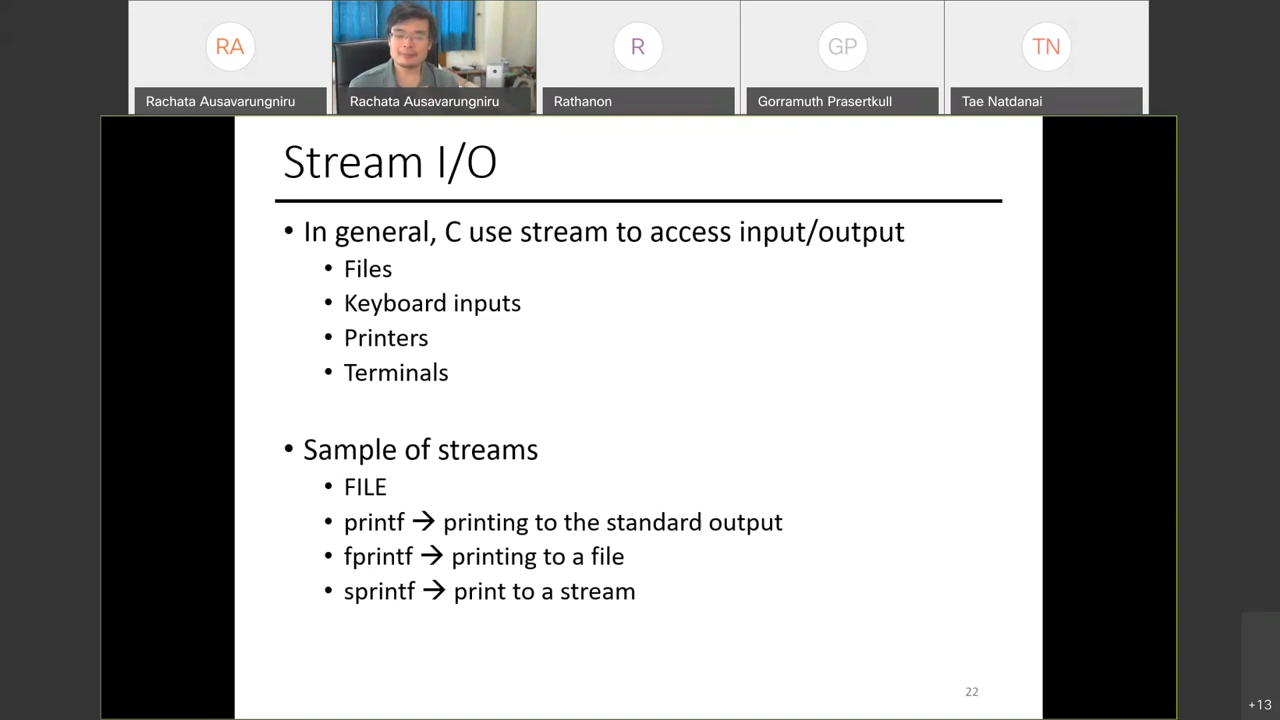 RA
R
GP
TN
Rachata Ausavarungniru
Rachata Ausavarungniru
Rathanon
Gorramuth Prasertkull
Tae Natdanai
Stream I/O
• In general, C use stream to access input/output
• Files
• Keyboard inputs
• Printers
• Terminals
• Sample of streams
• FILE
• printf → printing to the standard output
• fprintf → printing to a file
• sprintf → print to a stream
22
+13